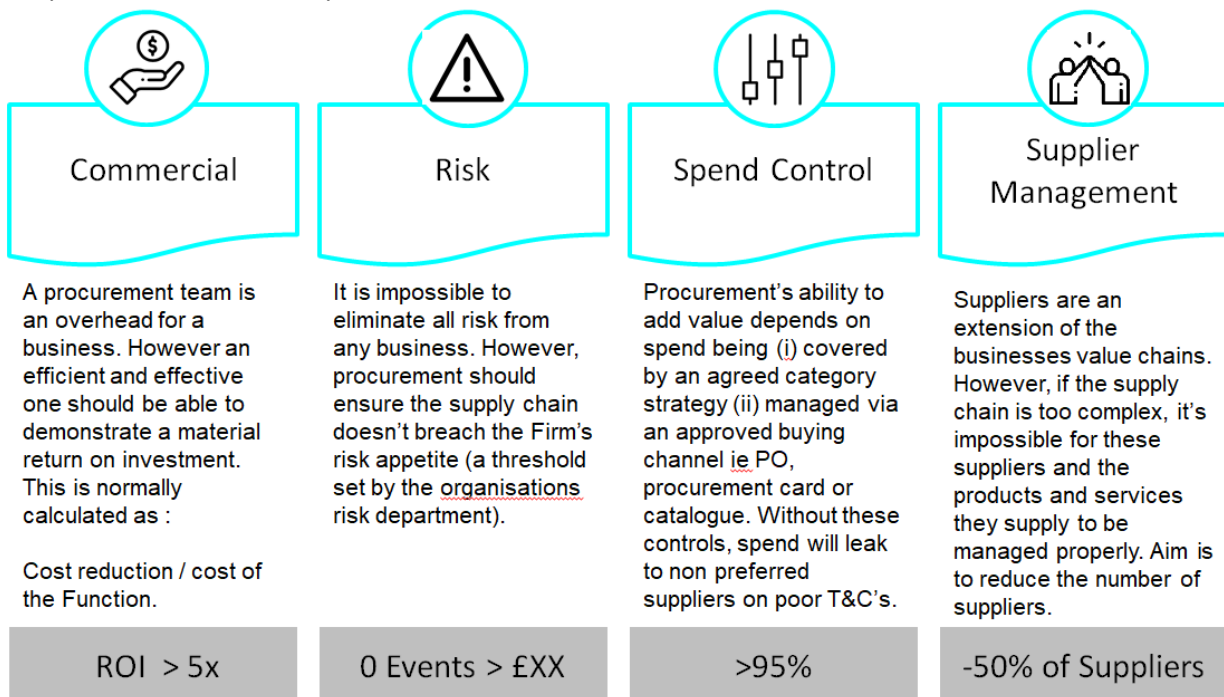 $
Commercial
A procurement team is
an overhead for a
business. However an
efficient and effective
one should be able to
demonstrate a material
return on investment.
This is normally
calculated as :
Cost reduction / cost of
the Function.
ROI > 5x
Risk
It is impossible to
eliminate all risk from
any business. However,
procurement should
ensure the supply chain
doesn’t breach the Firm’s
risk appetite (a threshold
set by the organisations
risk department).
0 Events > £XX
Spend Control
Procurement’s ability to
add value depends on
spend being (i) covered
by an agreed category
strategy (ii) managed via
an approved buying
channel ie PO,
procurement card or
catalogue. Without these
controls, spend will leak
to non preferred
suppliers on poor T&C’s.
>95%
Supplier
Management
Suppliers are an
extension of the
businesses value chains.
However, if the supply
chain is too complex, it’s
impossible for these
suppliers and the
products and services
they supply to be
managed properly. Aim is
to reduce the number of
suppliers.
-50% of Suppliers